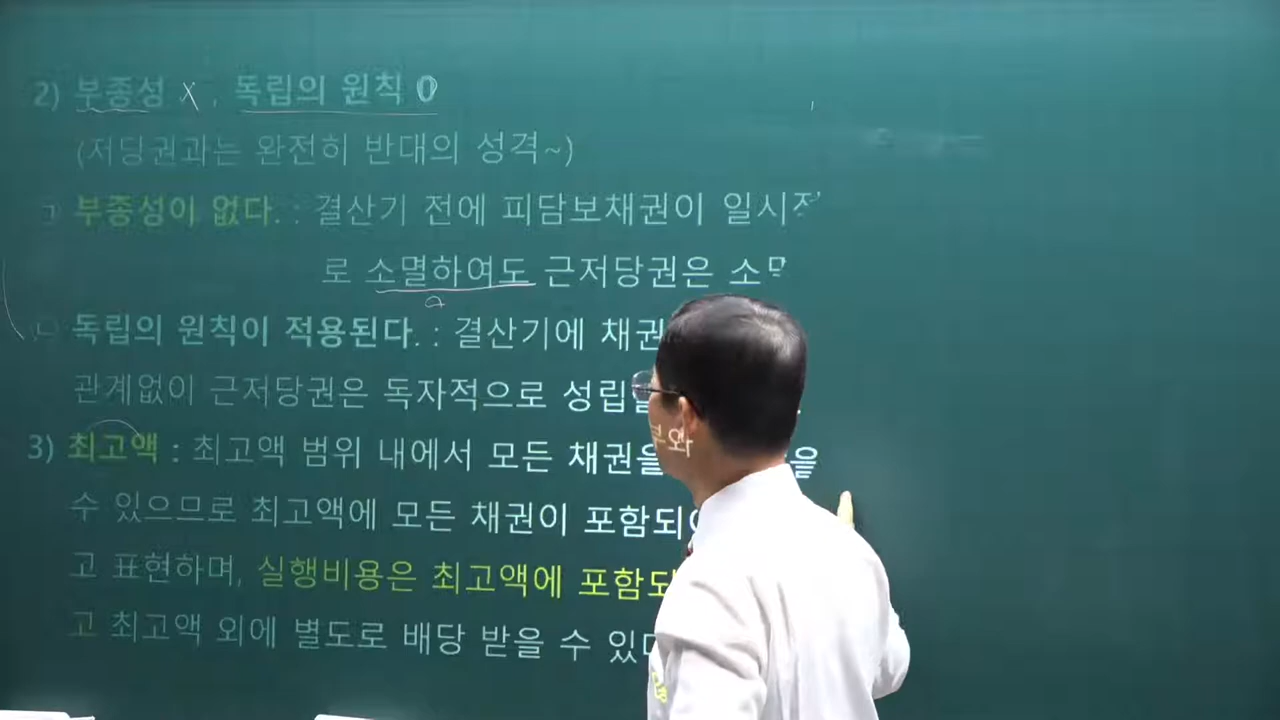 2) 부종성 X, 독립의 원칙 O
(저당권과는 완전히 반대의 성격~)
ㄱ 부종성이 없다. : 결산기 전에 피담보채권이 일시적
로 소멸하여도 근저당권은 소멸
ㄴ 독립의 원칙이 적용된다. : 결산기에 채권
관계없이 근저당권은 독자적으로 성립
3) 최고액 : 최고액 범위 내에서 모든 채권을
수 있으므로 최고액에 모든 채권이 포함되
고 표현하며, 실행비용은 최고액에 포함되
고 최고액 외에 별도로 배당 받을 수 있